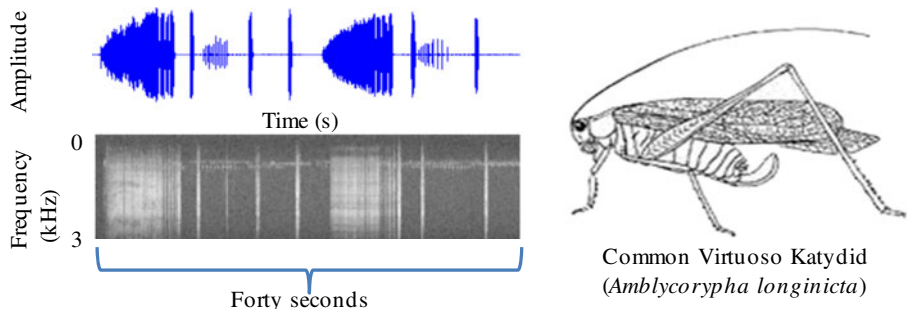 Amplitude
Time (s)
Frequency
(kHz)
0
3
Forty seconds
Common Virtuoso Katydid
(Amblycorypha longinicta)